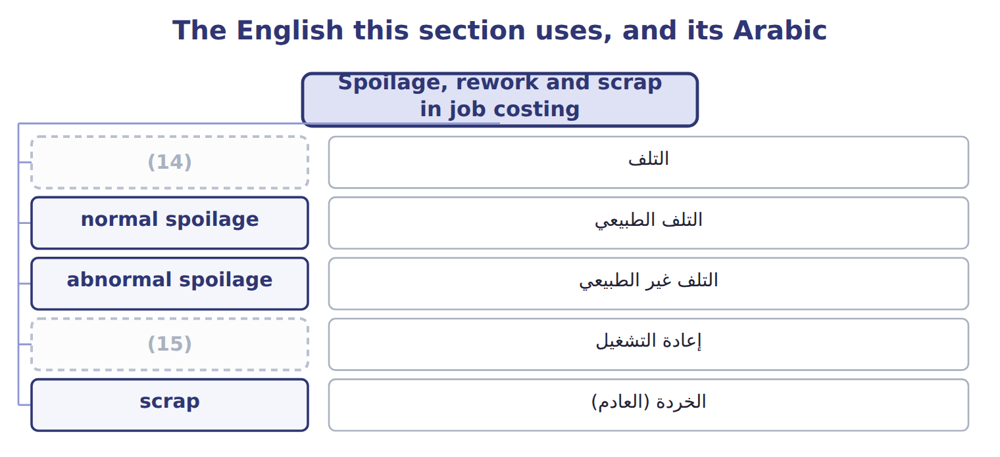 The English this section uses, and its Arabic
Spoilage, rework and scrap
in job costing
(14)
التلف
normal spoilage
التلف الطبيعي
abnormal spoilage
التلف غير الطبيعي
(15)
إعادة التشغيل
scrap
الخردة (العادم)